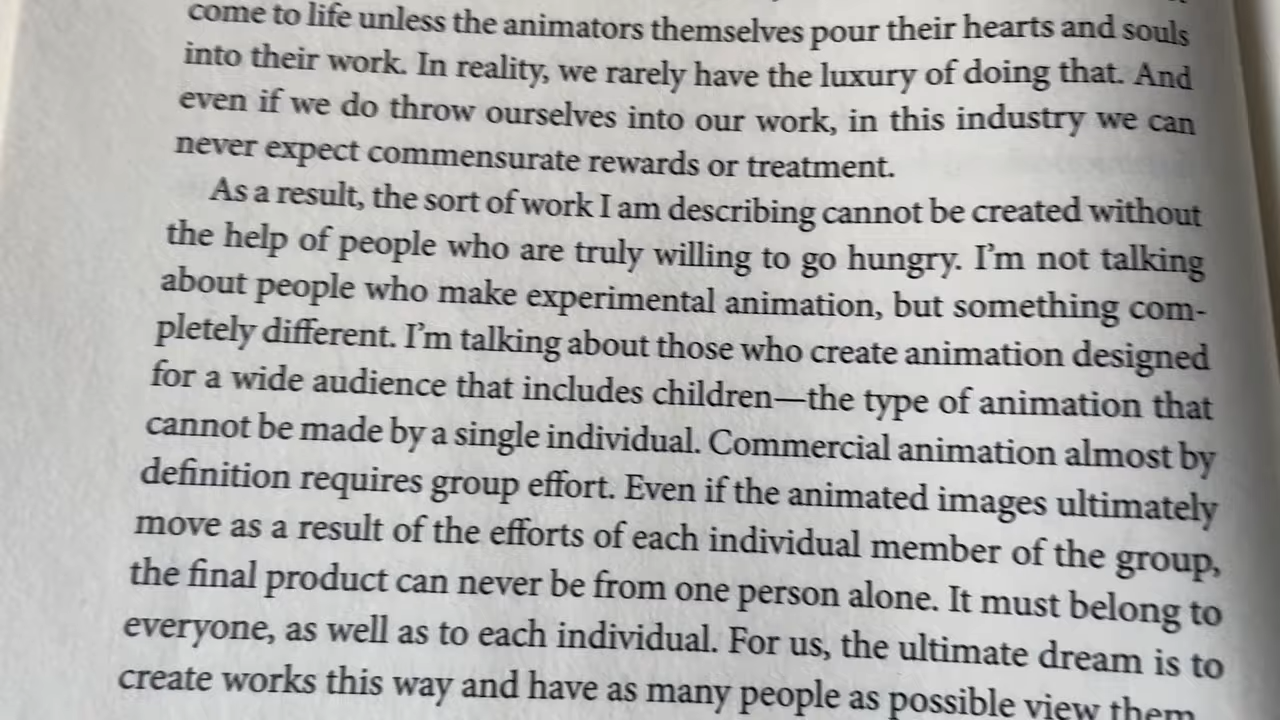 come to life unless the animators themselves pour their hearts and souls
into their work. In reality, we rarely have the luxury of doing that. And
even if we do throw ourselves into our work, in this industry we can
never expect commensurate rewards or treatment.
As a result, the sort of work I am describing cannot be created without
the help of people who are truly willing to go hungry. I’m not talking
about people who make experimental animation, but something com-
pletely different. I’m talking about those who create animation designed
for a wide audience that includes children—the type of animation that
cannot be made by a single individual. Commercial animation almost by
definition requires group effort. Even if the animated images ultimately
move as a result of the efforts of each individual member of the group,
the final product can never be from one person alone. It must belong to
everyone, as well as to each individual. For us, the ultimate dream is to
create works this way and have as many people as possible view them